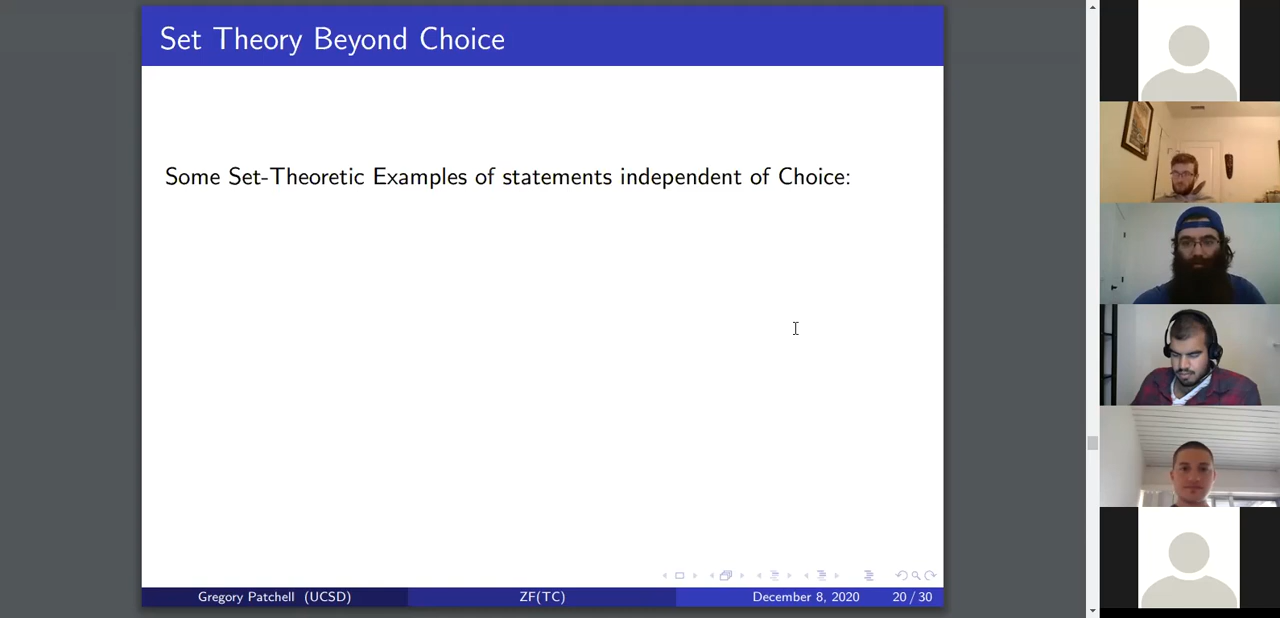 Set Theory Beyond Choice
Some Set-Theoretic Examples of statements independent of Choice:
Gregory Patchell (UCSD) ZF(TC) December 8, 2020 20 / 30